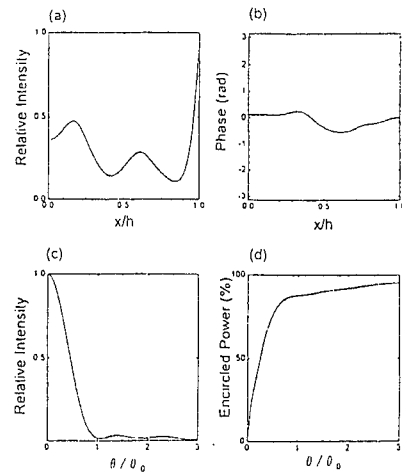 (a)
(b)
Relative Intensity
1.0
0.5
0.0
0
0.5
1.0
x/h
Phase (rad)
3
2
1
0
-1
-2
-3
0
0.5
1.0
x/h
(c)
(d)
Relative Intensity
1.0
0.5
0
1
2
3
θ/θ₀
Encircled Power (%)
100
50
0
0
1
2
3
θ/θ₀